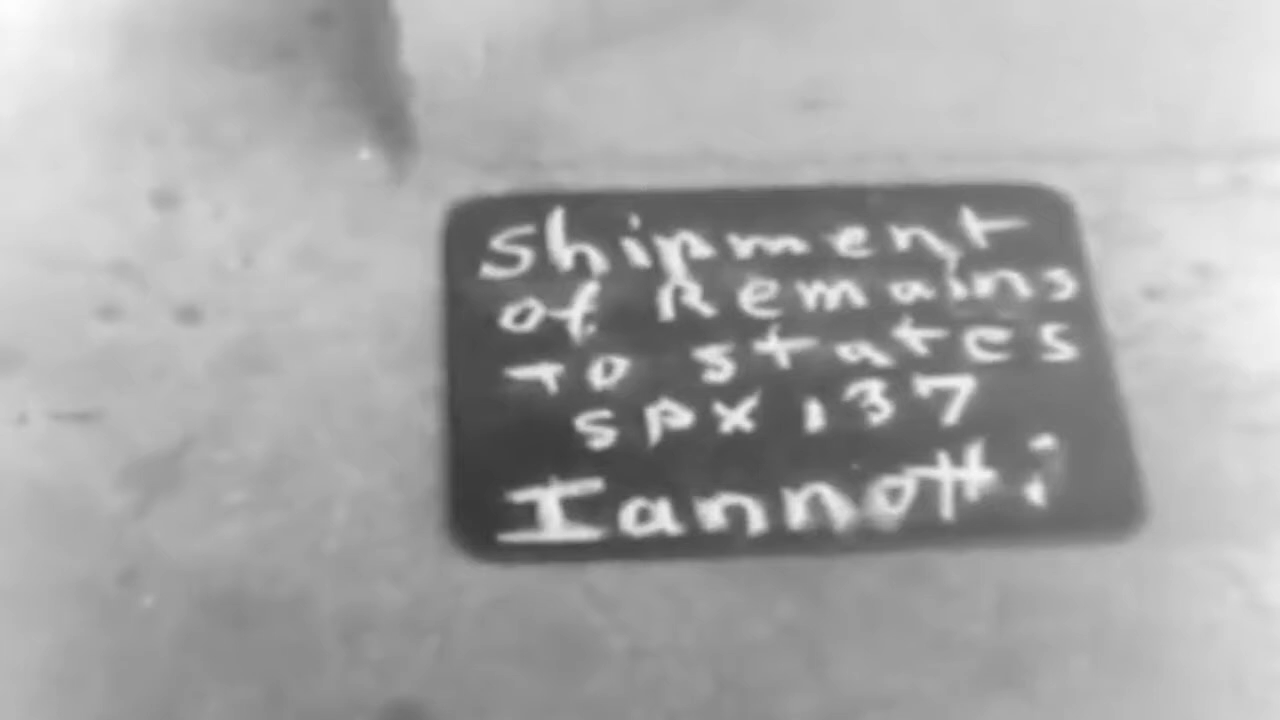 Shipment
of Remains
To states
SPX 137
Iannotti